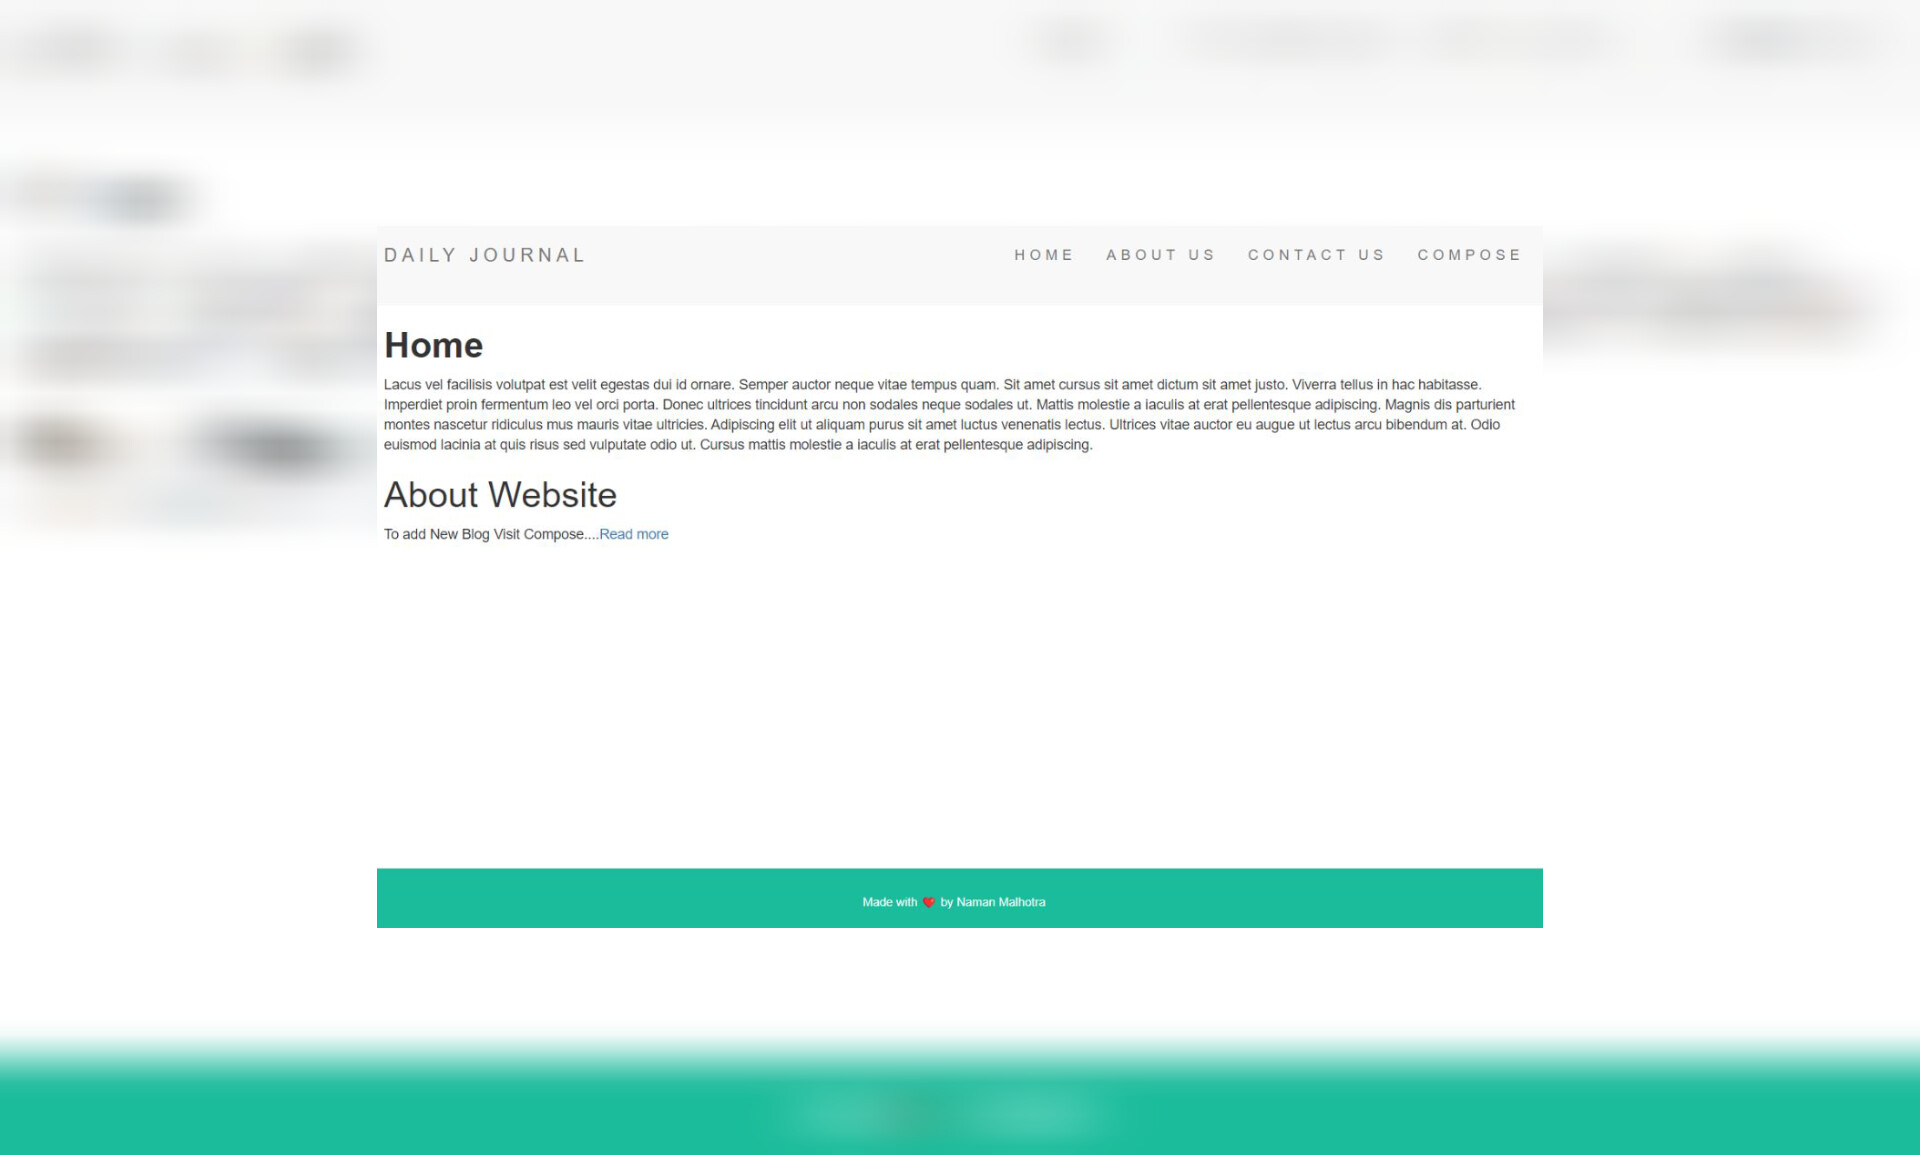 DAILY JOURNAL HOME ABOUT US CONTACT US COMPOSE
Home
Lacus vel facilisis volutpat est velit egestas dui id ornare. Semper auctor neque vitae tempus quam. Sit amet cursus sit amet dictum sit amet justo. Viverra tellus in hac habitasse.
Imperdiet proin fermentum leo vel orci porta. Donec ultrices tincidunt arcu non sodales neque sodales ut. Mattis molestie a iaculis at erat pellentesque adipiscing. Magnis dis parturient
montes nascetur ridiculus mus mauris vitae ultricies. Adipiscing elit ut aliquam purus sit amet luctus venenatis lectus. Ultrices vitae auctor eu augue ut lectus arcu bibendum at. Odio
euismod lacinia at quis risus sed vulputate odio ut. Cursus mattis molestie a iaculis at erat pellentesque adipiscing.
About Website
To add New Blog Visit Compose....Read more
Made with ❤️ by Naman Malhotra